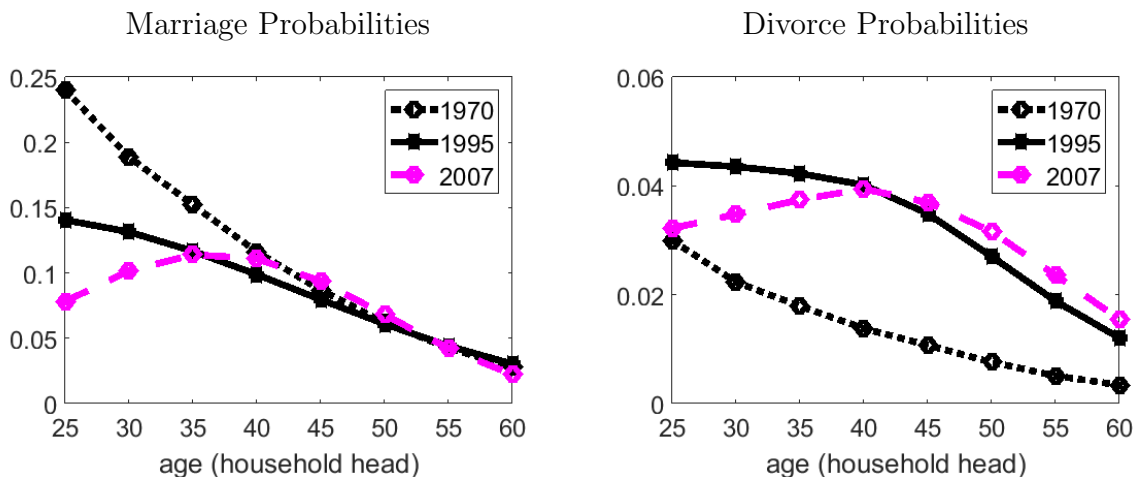 Marriage Probabilities
0.25
0.2
0.15
0.1
0.05
0
25 30 35 40 45 50 55 60
age (household head)
1970
1995
2007
Divorce Probabilities
0.06
0.04
0.02
0
25 30 35 40 45 50 55 60
age (household head)
1970
1995
2007